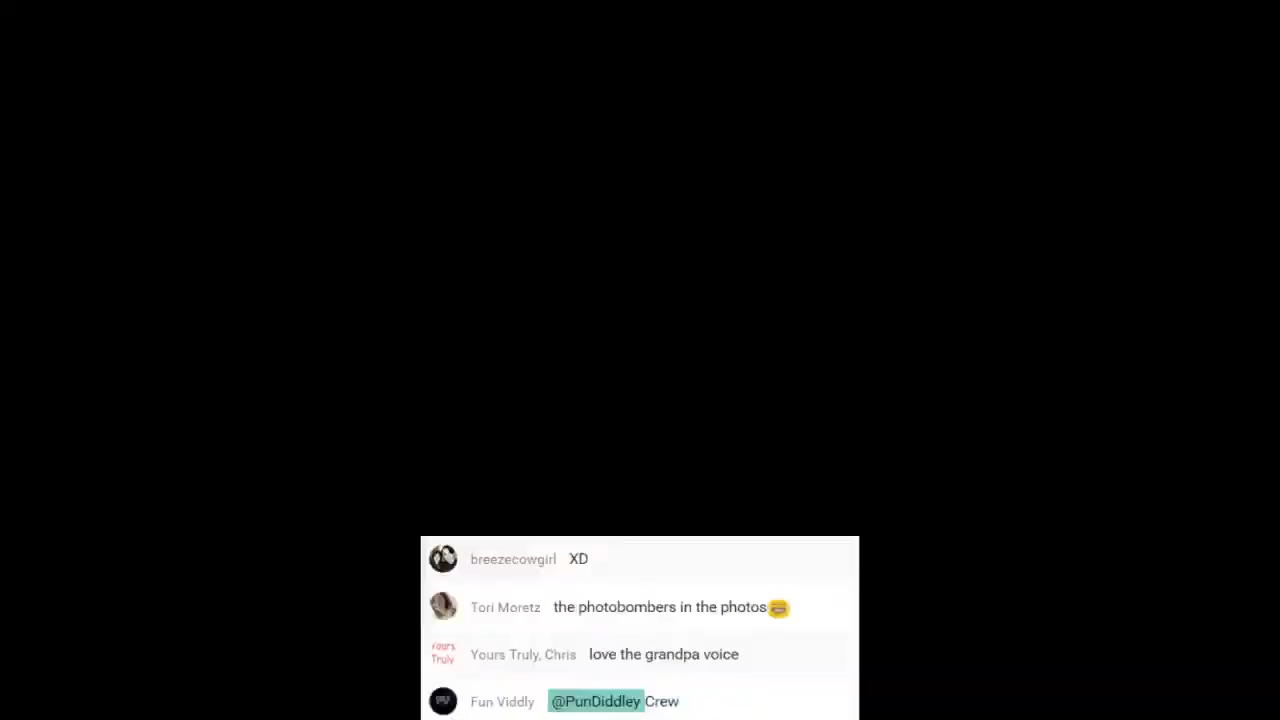 breezecowgirl XD
Tori Moretz the photobombers in the photos
Yours Truly
Yours Truly, Chris love the grandpa voice
Fun Viddly @PunDiddley Crew